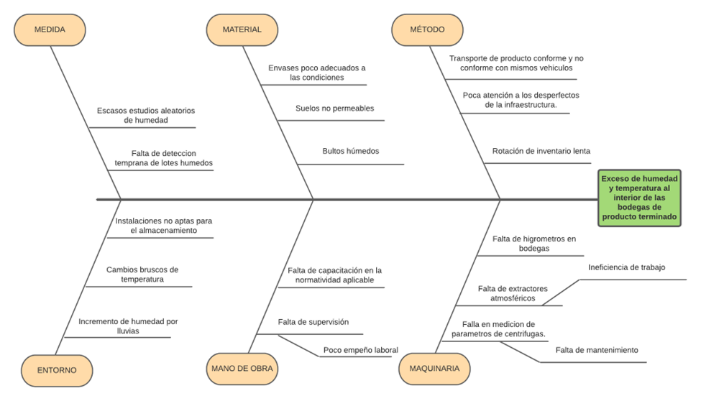 MEDIDA
MATERIAL
MÉTODO
Escasos estudios aleatorios
de humedad
Falta de deteccion
temprana de lotes humedos
Envases poco adecuados a
las condiciones
Suelos no permeables
Bultos húmedos
Transporte de producto conforme y no
conforme con mismos vehiculos
Poca atención a los desperfectos
de la infraestructura.
Rotación de inventario lenta
Exceso de humedad
y temperatura al
interior de las
bodegas de
producto terminado
Instalaciones no aptas para
el almacenamiento
Cambios bruscos de
temperatura
Incremento de humedad por
lluvias
Falta de capacitación en la
normatividad aplicable
Falta de supervisión
Poco empeño laboral
Falta de higrometros en
bodegas
Ineficiencia de trabajo
Falta de extractores
atmosféricos
Falla en medicion de
parametros de centrifugas.
Falta de mantenimiento
ENTORNO
MANO DE OBRA
MAQUINARIA